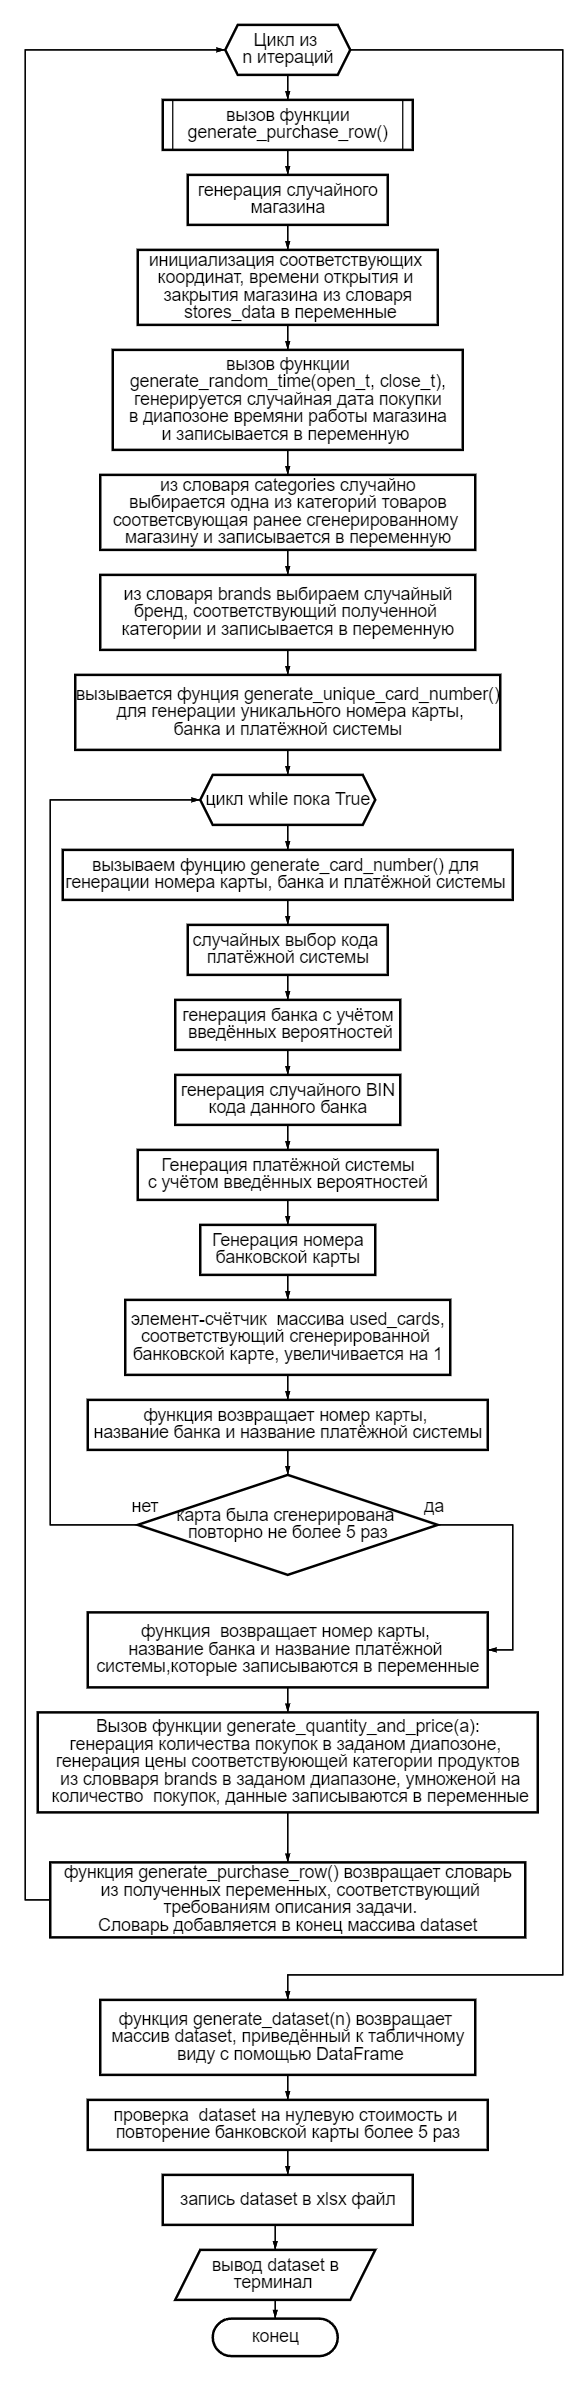 Цикл из
n итераций
вызов функции
generate_purchase_row()
генерация случайного
магазина
инициализация соответствующих
координат, времени открытия и
закрытия магазина из словаря
stores_data в переменные
вызов функции
generate_random_time(open_t, close_t),
генерируется случайная дата покупки
в диапозоне времяни работы магазина
и записывается в переменную
из словаря categories случайно
выбирается одна из категорий товаров
соответсвующая ранее сгенерированному
магазину и записывается в переменную
из словаря brands выбираем случайный
бренд, соответствующий полученной
категории и записывается в переменную
вызывается фунция generate_unique_card_number()
для генерации уникального номера карты,
банка и платёжной системы
цикл while пока True
вызываем фунцию generate_card_number() для
генерации номера карты, банка и платёжной системы
случайных выбор кода
платёжной системы
генерация банка с учётом
введённых вероятностей
генерация случайного BIN
кода данного банка
Генерация платёжной системы
с учётом введённых вероятностей
Генерация номера
банковской карты
элемент-счётчик  массива used_cards,
соответствующий сгенерированной
банковской карте, увеличивается на 1
функция возвращает номер карты,
название банка и название платёжной системы
нет
да
карта была сгенерирована
повторно не более 5 раз
функция  возвращает номер карты,
название банка и название платёжной
системы,которые записываются в переменные
Вызов функции generate_quantity_and_price(a):
генерация количества покупок в заданом диапозоне,
генерация цены соответствуюющей категории продуктов
из словваря brands в заданом диапазоне, умноженой на
количество  покупок, данные записываются в переменные
функция generate_purchase_row() возвращает словарь
из полученных переменных, соответствующий
требованиям описания задачи.
Словарь добавляется в конец массива dataset
функция generate_dataset(n) возвращает
массив dataset, приведённый к табличному
виду с помощью DataFrame
проверка  dataset на нулевую стоимость и
повторение банковской карты более 5 раз
запись dataset в xlsx файл
вывод dataset в
терминал
конец